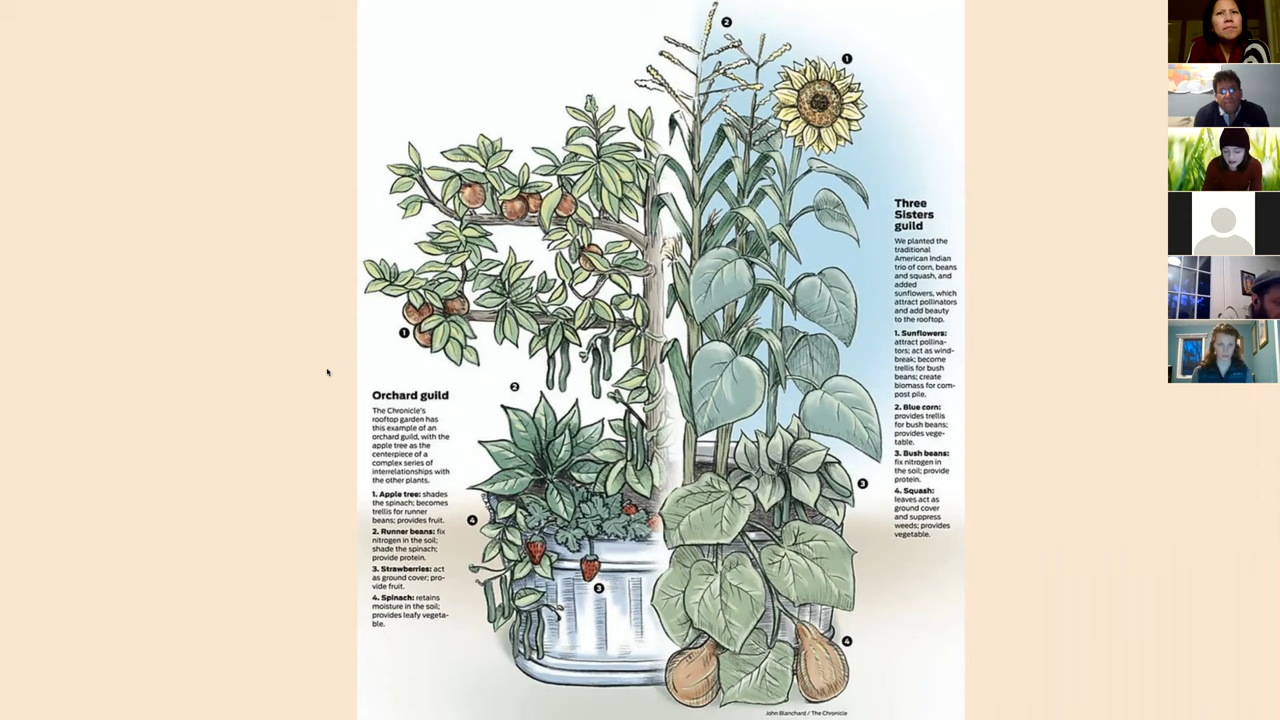 2
1
Three
Sisters
guild
We planted the
traditional
American Indian
trio of corn, beans
and squash, and
added
sunflowers, which
attract pollinators
and add beauty
to the rooftop.
1. Sunflowers:
attract pollina-
tors; act as wind-
break; become
trellis for bush
beans; create
biomass for com-
post pile.
2. Blue corn:
provides trellis
for bush beans;
provides vege-
table.
3. Bush beans:
fix nitrogen in
the soil; provide
protein.
4. Squash:
leaves act as
ground cover
and suppress
weeds; provides
vegetable.
1
2
Orchard guild
The Chronicle's
rooftop garden has
this example of an
orchard guild, with the
apple tree as the
centerpiece of a
complex series of
interrelationships with
the other plants.
1. Apple tree: shades
the spinach; becomes
trellis for runner
beans; provides fruit.
2. Runner beans: fix
nitrogen in the soil;
shade the spinach;
provide protein.
3. Strawberries: act
as ground cover; pro-
vide fruit.
4. Spinach: retains
moisture in the soil;
provides leafy vegeta-
ble.
3
4
3
4
John Blanchard / The Chronicle